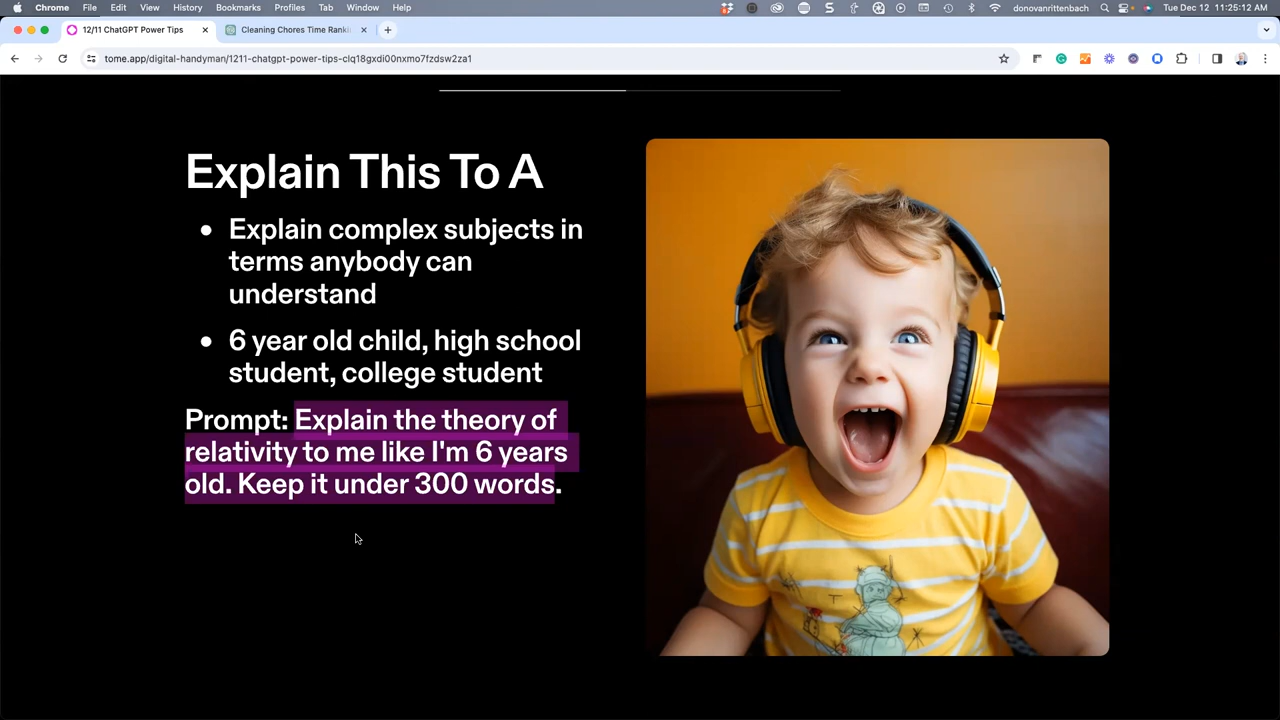 Chrome File Edit View History Bookmarks Profiles Tab Window Help donovanrittenbach Tue Dec 12 11:25:12 AM
12/11 ChatGPT Power Tips Cleaning Chores Time Ranki
tome.app/digital-handyman/1211-chatgpt-power-tips-clq18gxdi00nxmo7fzdsw2za1
Explain This To A
• Explain complex subjects in
terms anybody can
understand
• 6 year old child, high school
student, college student
Prompt: Explain the theory of
relativity to me like I'm 6 years
old. Keep it under 300 words.